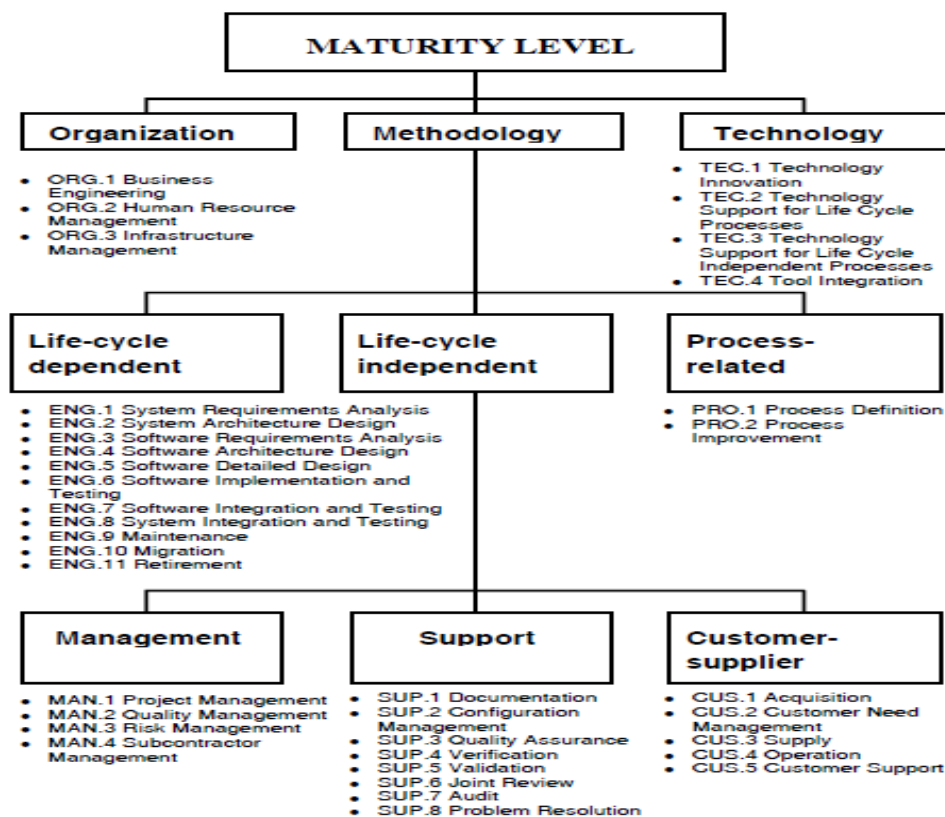 MATURITY LEVEL
Organization
Methodology
Technology
• ORG.1 Business
Engineering
• ORG.2 Human Resource
Management
• ORG.3 Infrastructure
Management
• TEC.1 Technology
Innovation
• TEC.2 Technology
Support for Life Cycle
Processes
• TEC.3 Technology
Support for Life Cycle
Independent Processes
• TEC.4 Tool Integration
Life-cycle
dependent
Life-cycle
independent
Process-
related
• ENG.1 System Requirements Analysis
• ENG.2 System Architecture Design
• ENG.3 Software Requirements Analysis
• ENG.4 Software Architecture Design
• ENG.5 Software Detailed Design
• ENG.6 Software Implementation and
Testing
• ENG.7 Software Integration and Testing
• ENG.8 System Integration and Testing
• ENG.9 Maintenance
• ENG.10 Migration
• ENG.11 Retirement
• PRO.1 Process Definition
• PRO.2 Process
Improvement
Management
Support
Customer-
supplier
• MAN.1 Project Management
• MAN.2 Quality Management
• MAN.3 Risk Management
• MAN.4 Subcontractor
Management
• SUP.1 Documentation
• SUP.2 Configuration
Management
• SUP.3 Quality Assurance
• SUP.4 Verification
• SUP.5 Validation
• SUP.6 Joint Review
• SUP.7 Audit
• SUP.8 Problem Resolution
• CUS.1 Acquisition
• CUS.2 Customer Need
Management
• CUS.3 Supply
• CUS.4 Operation
• CUS.5 Customer Support